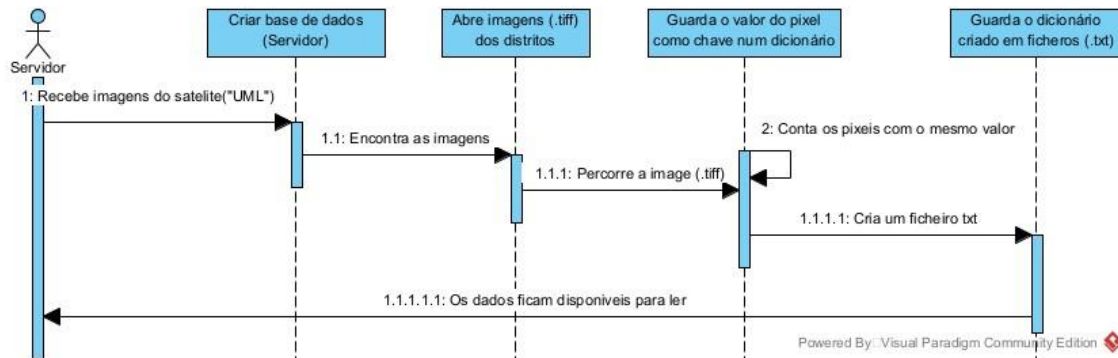 Servidor
Criar base de dados
(Servidor)
Abre imagens (.tiff)
dos distritos
Guarda o valor do pixel
como chave num dicionário
Guarda o dicionário
criado em ficheros (.txt)
1: Recebe imagens do satelite("UML")
1.1: Encontra as imagens
2: Conta os pixeis com o mesmo valor
1.1.1: Percorre a image (.tiff)
1.1.1.1: Cria um ficheiro txt
1.1.1.1.1: Os dados ficam disponiveis para ler
Powered By Visual Paradigm Community Edition